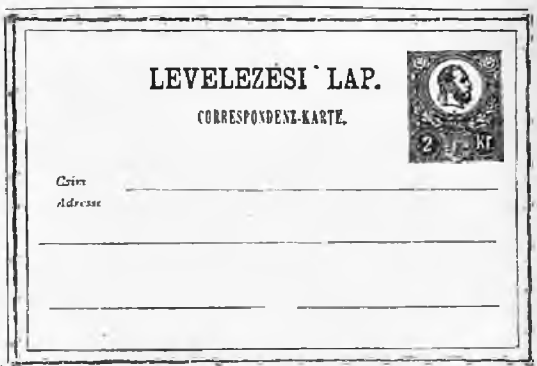 LEVELEZÉSI LAP.
CORRESPONDENZ-KARTE.
2 kr
Czim
Adresse